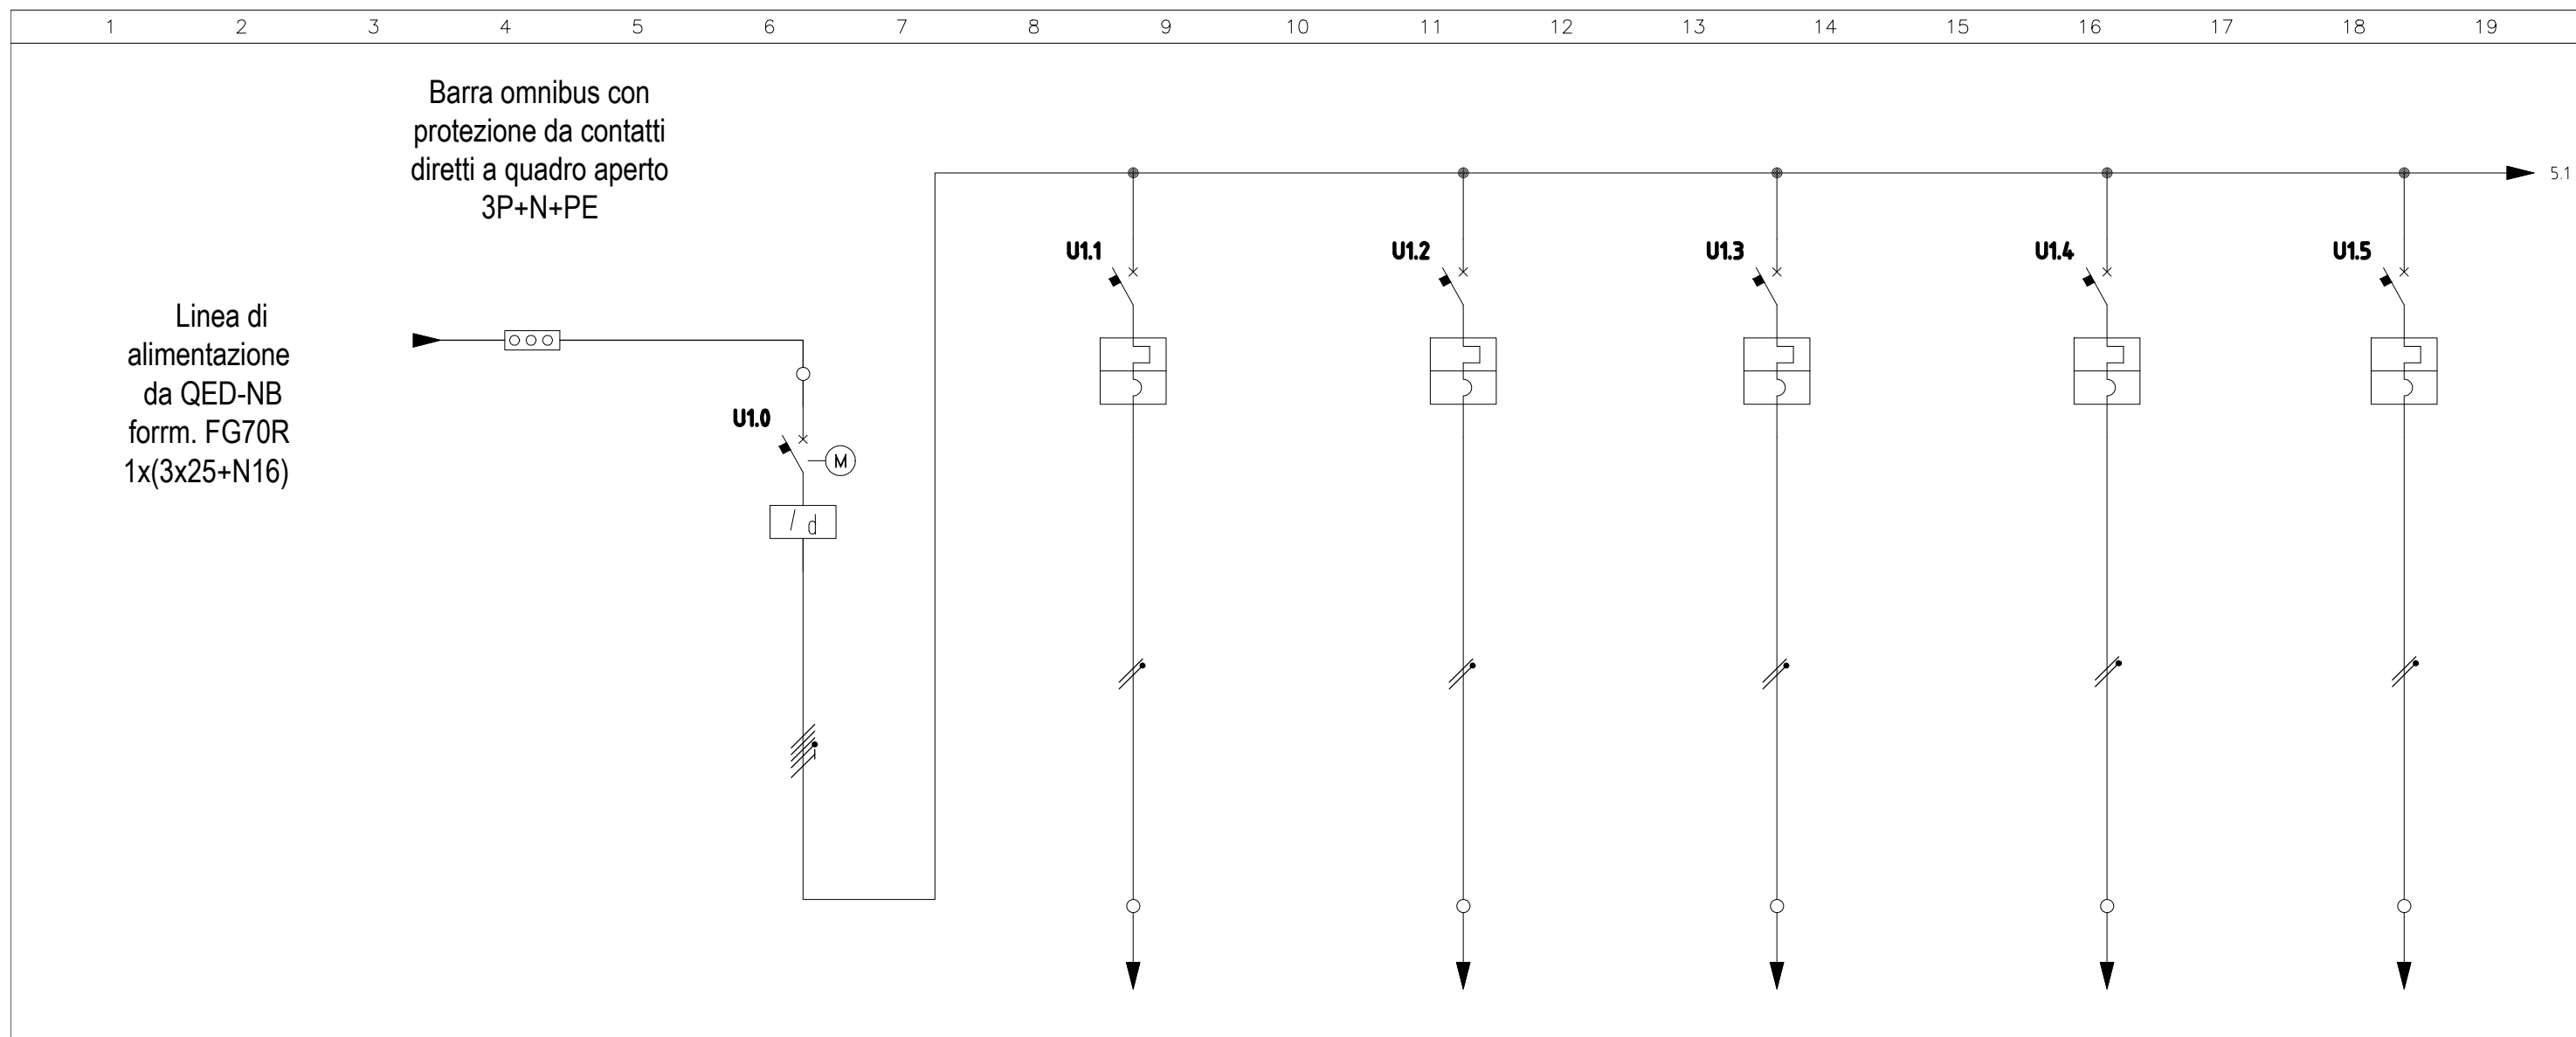 1 2 3 4 5 6 7 8 9 10 11 12 13 14 15 16 17 18 19
Barra omnibus con
protezione da contatti
diretti a quadro aperto
3P+N+PE
5.1
U1.1 U1.2 U1.3 U1.4 U1.5
Linea di
alimentazione
da QED-NB
forrm. FG70R
1x(3x25+N16)
U1.0
M
I d